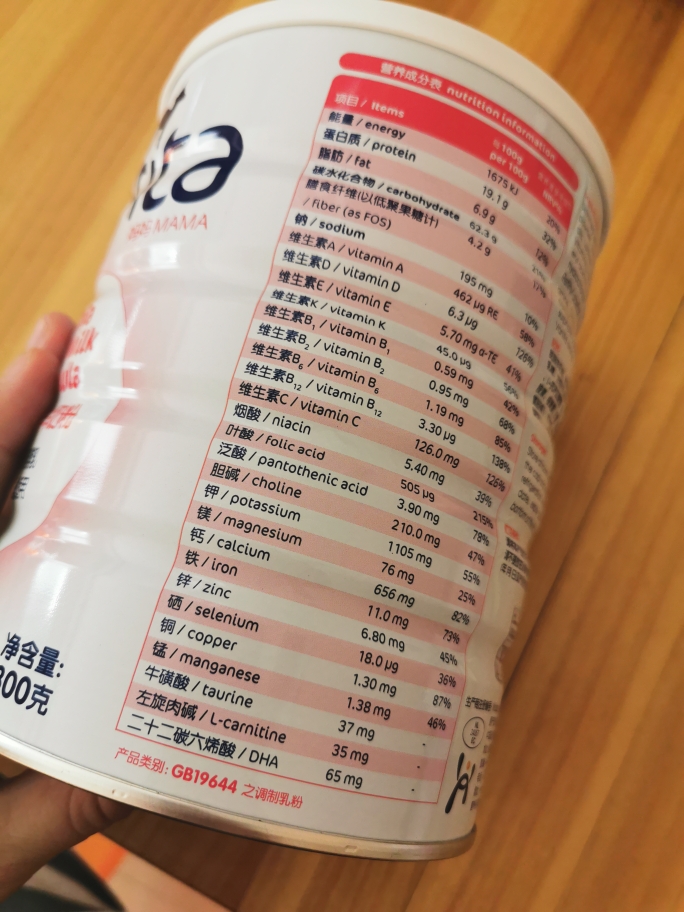 营养成分表 nutrition information
项目 / Items 每100g per 100g NRV%
能量 / energy 1675 kJ 20%
蛋白质 / protein 19.1 g 32%
脂肪 / fat 6.9 g 12%
碳水化合物 / carbohydrate 62.3 g 21%
膳食纤维(以低聚果糖计) / fiber (as FOS) 4.2 g 17%
钠 / sodium 195 mg 10%
维生素A / vitamin A 462 μg RE 58%
维生素D / vitamin D 6.3 μg 126%
维生素E / vitamin E 5.70 mg α-TE 41%
维生素K / vitamin K 45.0 μg 56%
维生素B₁ / vitamin B₁ 0.59 mg 42%
维生素B₂ / vitamin B₂ 0.95 mg 68%
维生素B₆ / vitamin B₆ 1.19 mg 85%
维生素B₁₂ / vitamin B₁₂ 3.30 μg 138%
维生素C / vitamin C 126.0 mg 126%
烟酸 / niacin 5.40 mg 39%
叶酸 / folic acid 505 μg 215%
泛酸 / pantothenic acid 3.90 mg 78%
胆碱 / choline 210.0 mg 47%
钾 / potassium 1105 mg 55%
镁 / magnesium 76 mg 25%
钙 / calcium 656 mg 82%
铁 / iron 11.0 mg 73%
锌 / zinc 6.80 mg 45%
硒 / selenium 18.0 μg 36%
铜 / copper 1.30 mg 87%
锰 / manganese 1.38 mg 46%
牛磺酸 / taurine 37 mg -
左旋肉碱 / L-carnitine 35 mg -
二十二碳六烯酸 / DHA 65 mg -
产品类别: GB19644 之调制乳粉
ta
MAMA
净含量:
800克